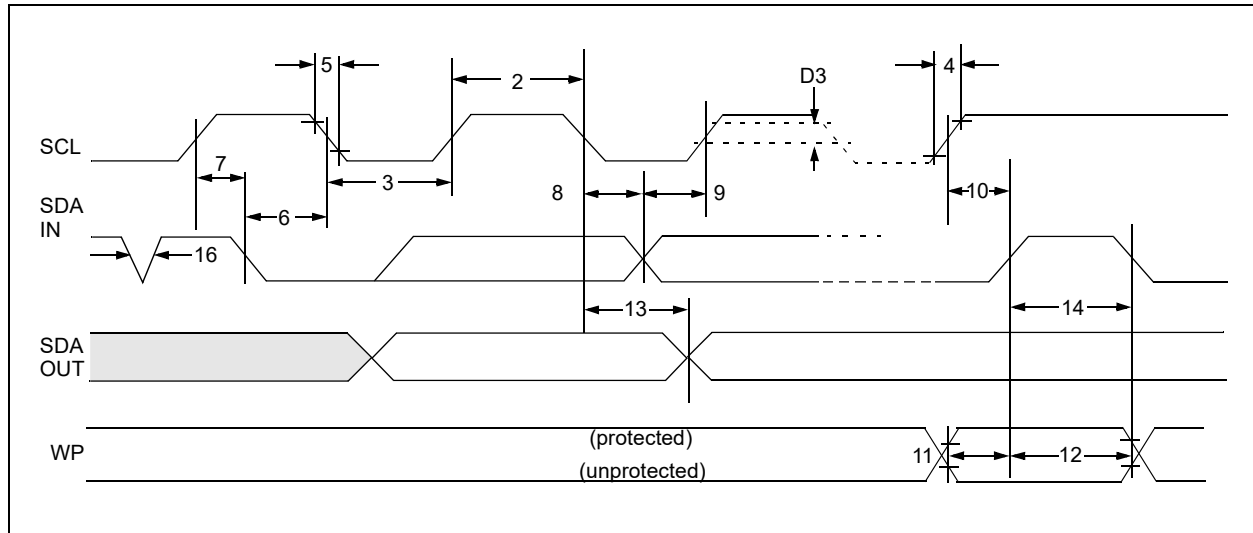 5
2
D3
4
SCL
7
3
8
9
10
SDA
IN
6
16
13
14
SDA
OUT
WP
(protected)
(unprotected)
11
12